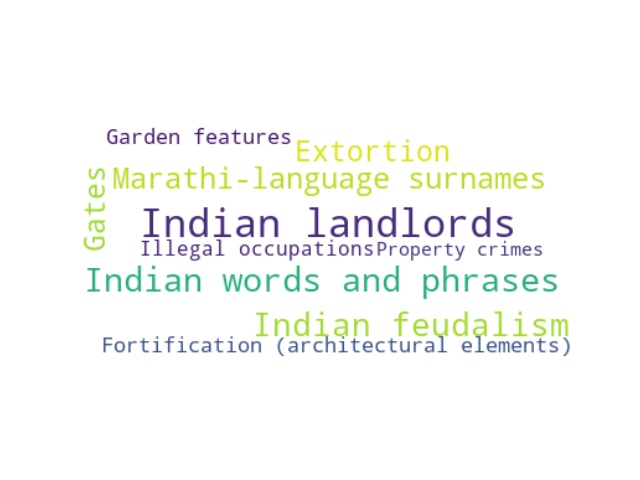 Garden features
Extortion
Gates
Marathi-language surnames
Indian landlords
Illegal occupations
Property crimes
Indian words and phrases
Indian feudalism
Fortification (architectural elements)